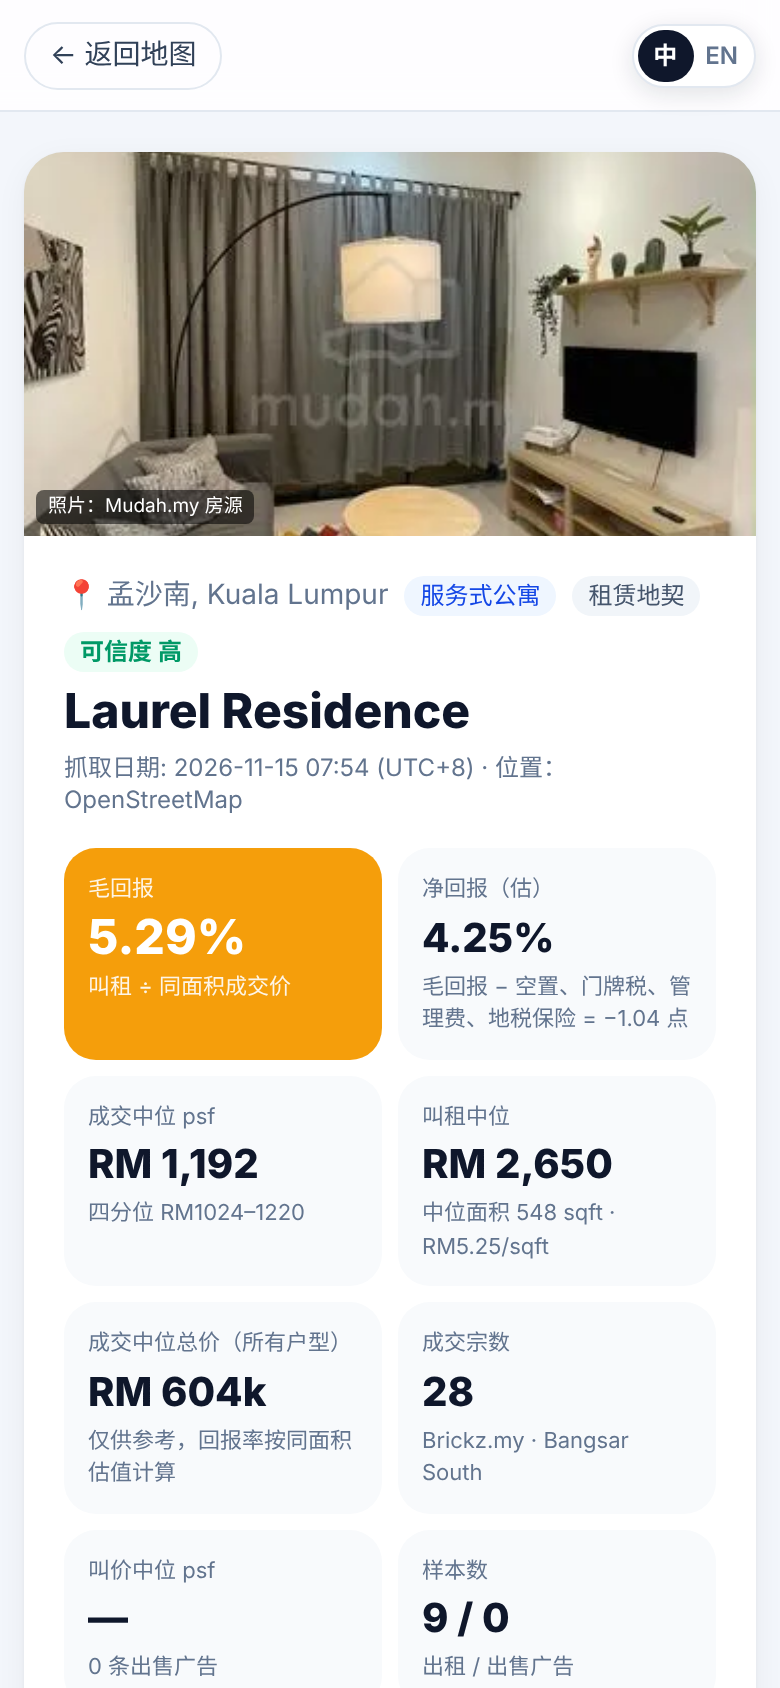 ← 返回地图
中 EN
mudah.m
照片：Mudah.my 房源
📍 孟沙南, Kuala Lumpur 服务式公寓 租赁地契
可信度 高
Laurel Residence
抓取日期: 2026-11-15 07:54 (UTC+8) · 位置：
OpenStreetMap
毛回报
5.29%
叫租 ÷ 同面积成交价
净回报（估）
4.25%
毛回报 − 空置、门牌税、管
理费、地税保险 = −1.04 点
成交中位 psf
RM 1,192
四分位 RM1024–1220
叫租中位
RM 2,650
中位面积 548 sqft ·
RM5.25/sqft
成交中位总价（所有户型）
RM 604k
仅供参考，回报率按同面积
估值计算
成交宗数
28
Brickz.my · Bangsar
South
叫价中位 psf
—
0 条出售广告
样本数
9 / 0
出租 / 出售广告